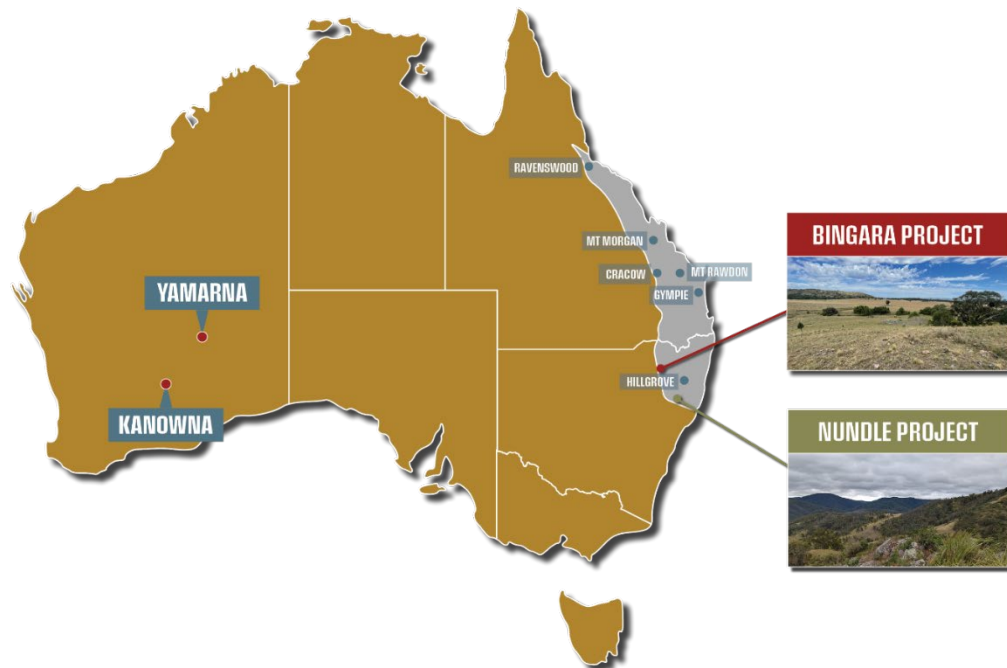 RAVENSWOOD
MT MORGAN
CRACOW
MT RAWDON
GYMPIE
HILLGROVE
YAMARNA
KANOWNA
BINGARA PROJECT
NUNDLE PROJECT